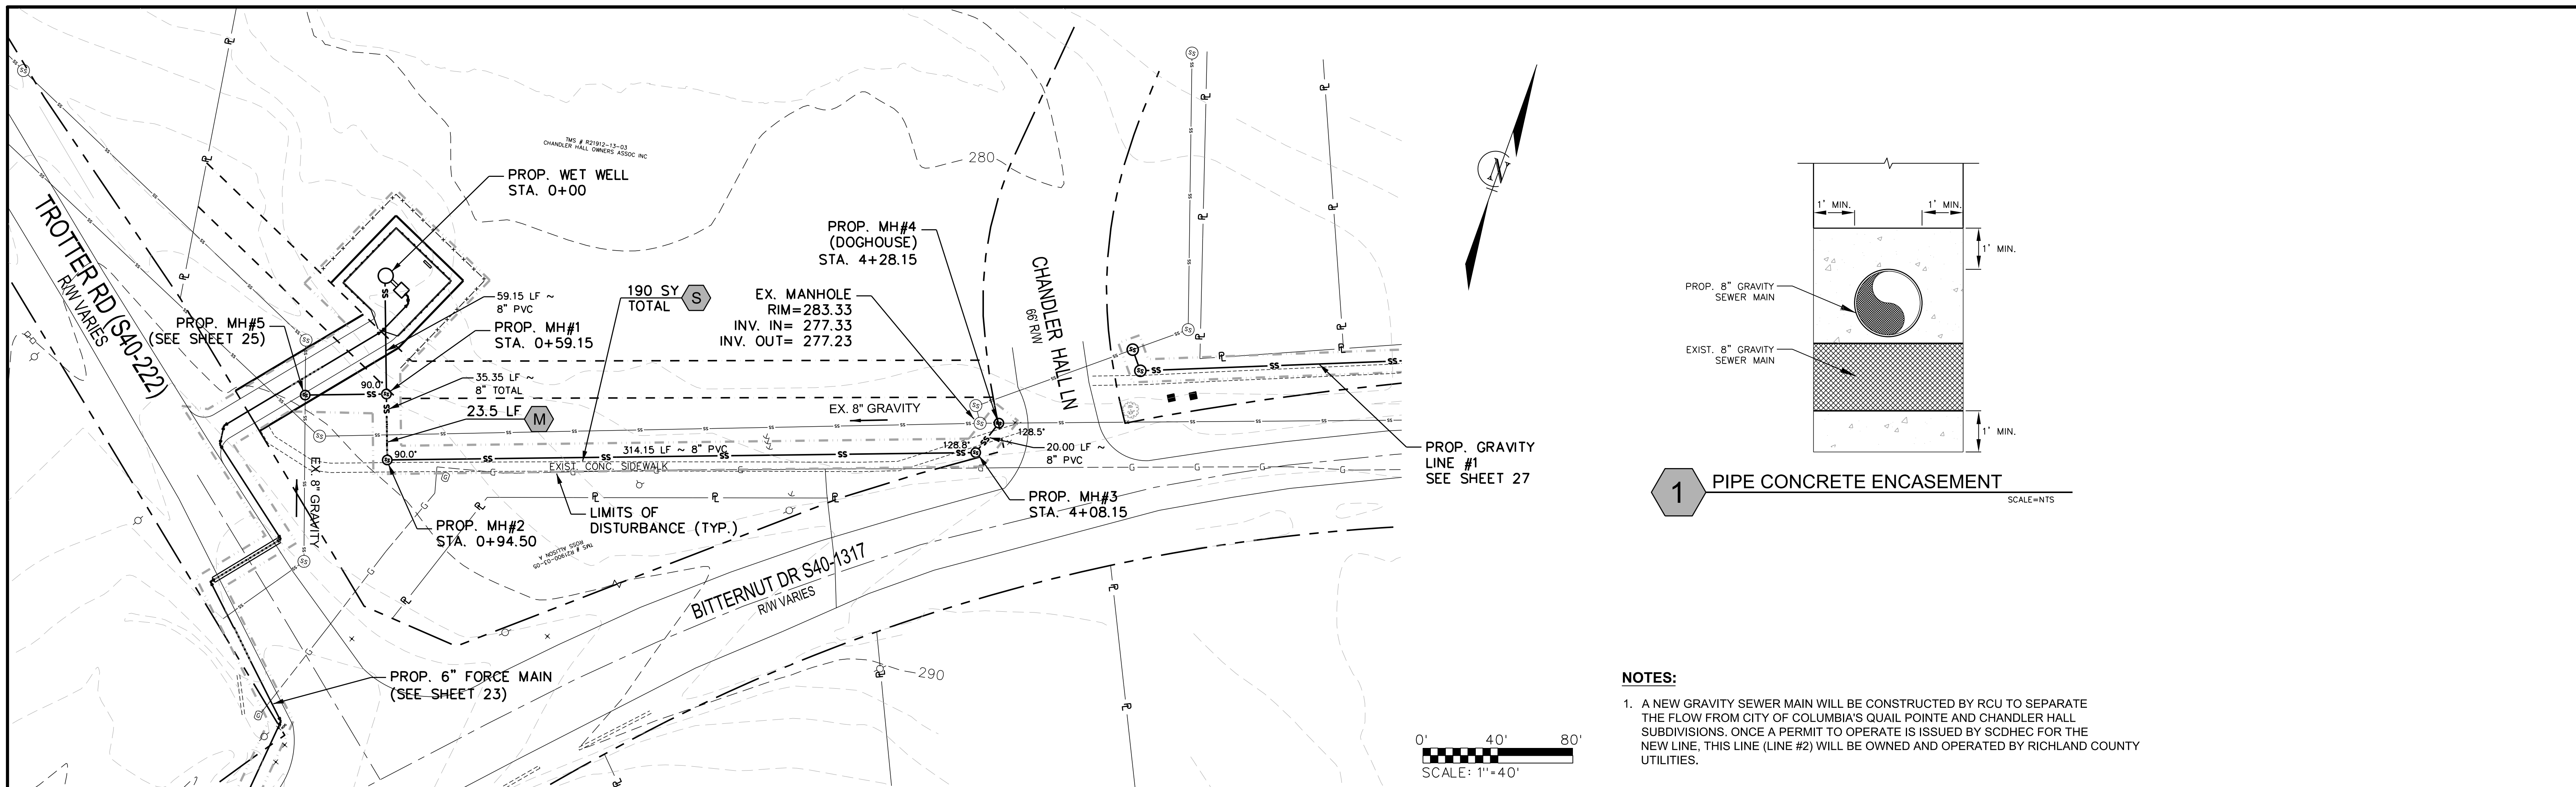 TMS # R21912-13-03
CHANDLER HALL OWNERS ASSOC INC
280
PROP. WET WELL
STA. 0+00
TROTTER RD (S40-222)
R/W VARIES
PROP. MH#5
(SEE SHEET 25)
59.15 LF ~
8" PVC
PROP. MH#1
STA. 0+59.15
90.0°
35.35 LF ~
8" TOTAL
23.5 LF
M
190 SY
TOTAL
S
EX. MANHOLE
RIM=283.33
INV. IN= 277.33
INV. OUT= 277.23
PROP. MH#4
(DOGHOUSE)
STA. 4+28.15
CHANDLER HALL LN
66' R/W
EX. 8" GRAVITY
128.5°
128.8°
20.00 LF ~
8" PVC
90.0°
314.15 LF ~ 8" PVC
EXIST. CONC. SIDEWALK
EX. 8" GRAVITY
PROP. MH#2
STA. 0+94.50
LIMITS OF
DISTURBANCE (TYP.)
TMS # R21900-03-05
ROSS ALLISON A
PROP. MH#3
STA. 4+08.15
BITTERNUT DR S40-1317
R/W VARIES
290
PROP. 6" FORCE MAIN
(SEE SHEET 23)
PROP. GRAVITY
LINE #1
SEE SHEET 27
N
0' 40' 80'
SCALE: 1"=40'
1' MIN. 1' MIN.
1' MIN.
PROP. 8" GRAVITY
SEWER MAIN
EXIST. 8" GRAVITY
SEWER MAIN
1' MIN.
1 PIPE CONCRETE ENCASEMENT
SCALE=NTS
NOTES:
1. A NEW GRAVITY SEWER MAIN WILL BE CONSTRUCTED BY RCU TO SEPARATE
THE FLOW FROM CITY OF COLUMBIA'S QUAIL POINTE AND CHANDLER HALL
SUBDIVISIONS. ONCE A PERMIT TO OPERATE IS ISSUED BY SCDHEC FOR THE
NEW LINE, THIS LINE (LINE #2) WILL BE OWNED AND OPERATED BY RICHLAND COUNTY
UTILITIES.